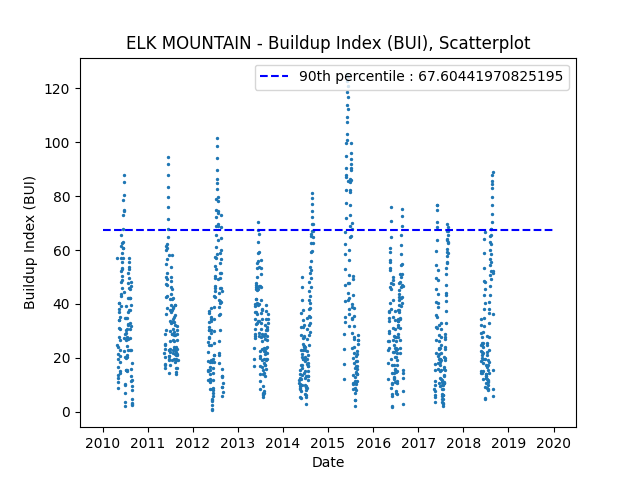 ELK MOUNTAIN - Buildup Index (BUI), Scatterplot
90th percentile : 67.60441970825195
Buildup Index (BUI)
120
100
80
60
40
20
0
2010 2011 2012 2013 2014 2015 2016 2017 2018 2019 2020
Date